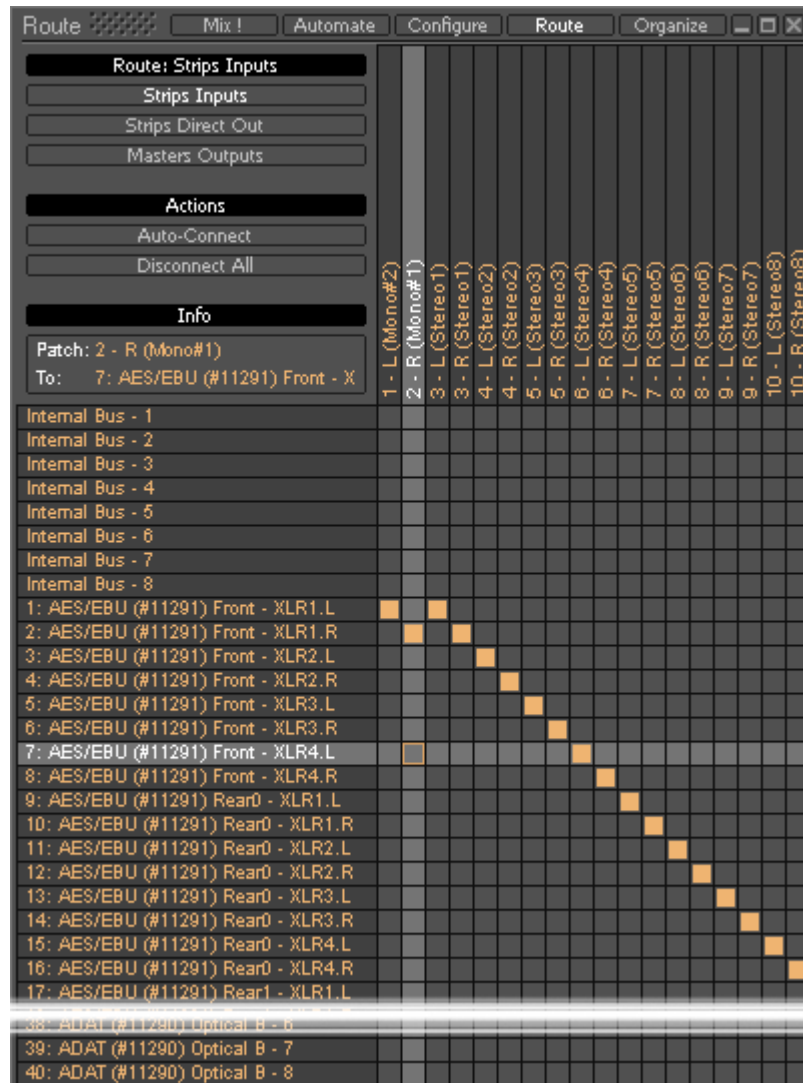 Route Mix ! Automate Configure Route Organize
Route: Strips Inputs
Strips Inputs
Strips Direct Out
Masters Outputs
Actions
Auto-Connect
Disconnect All
Info
Patch: 2 - R (Mono#1)
To: 7: AES/EBU (#11291) Front - X
1 - L (Mono#2)
2 - R (Mono#1)
3 - L (Stereo1)
3 - R (Stereo1)
4 - L (Stereo2)
4 - R (Stereo2)
5 - L (Stereo3)
5 - R (Stereo3)
6 - L (Stereo4)
6 - R (Stereo4)
7 - L (Stereo5)
7 - R (Stereo5)
8 - L (Stereo6)
8 - R (Stereo6)
9 - L (Stereo7)
9 - R (Stereo7)
10 - L (Stereo8)
10 - R (Stereo8)
Internal Bus - 1
Internal Bus - 2
Internal Bus - 3
Internal Bus - 4
Internal Bus - 5
Internal Bus - 6
Internal Bus - 7
Internal Bus - 8
1: AES/EBU (#11291) Front - XLR1.L
2: AES/EBU (#11291) Front - XLR1.R
3: AES/EBU (#11291) Front - XLR2.L
4: AES/EBU (#11291) Front - XLR2.R
5: AES/EBU (#11291) Front - XLR3.L
6: AES/EBU (#11291) Front - XLR3.R
7: AES/EBU (#11291) Front - XLR4.L
8: AES/EBU (#11291) Front - XLR4.R
9: AES/EBU (#11291) Rear0 - XLR1.L
10: AES/EBU (#11291) Rear0 - XLR1.R
11: AES/EBU (#11291) Rear0 - XLR2.L
12: AES/EBU (#11291) Rear0 - XLR2.R
13: AES/EBU (#11291) Rear0 - XLR3.L
14: AES/EBU (#11291) Rear0 - XLR3.R
15: AES/EBU (#11291) Rear0 - XLR4.L
16: AES/EBU (#11291) Rear0 - XLR4.R
17: AES/EBU (#11291) Rear1 - XLR1.L
38: ADAT (#11290) Optical B - 6
39: ADAT (#11290) Optical B - 7
40: ADAT (#11290) Optical B - 8